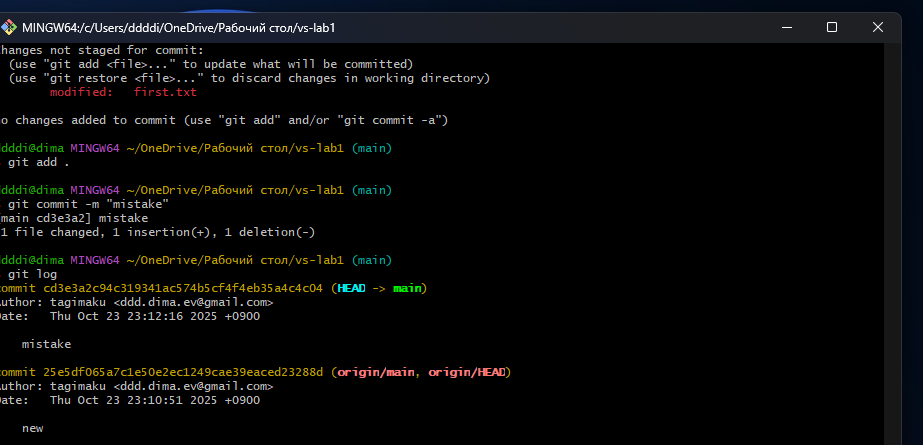 MINGW64:/c/Users/ddddi/OneDrive/Рабочий стол/vs-lab1
hanges not staged for commit:
(use "git add <file>..." to update what will be committed)
(use "git restore <file>..." to discard changes in working directory)
modified: first.txt
o changes added to commit (use "git add" and/or "git commit -a")
dddi@dima MINGW64 ~/OneDrive/Рабочий стол/vs-lab1 (main)
git add .
dddi@dima MINGW64 ~/OneDrive/Рабочий стол/vs-lab1 (main)
git commit -m "mistake"
main cd3e3a2] mistake
1 file changed, 1 insertion(+), 1 deletion(-)
dddi@dima MINGW64 ~/OneDrive/Рабочий стол/vs-lab1 (main)
git log
ommit cd3e3a2c94c319341ac574b5cf4f4eb35a4c4c04 (HEAD -> main)
uthor: tagimaku <ddd.dima.ev@gmail.com>
ate: Thu Oct 23 23:12:16 2025 +0900
mistake
ommit 25e5df065a7c1e50e2ec1249cae39eaced23288d (origin/main, origin/HEAD)
uthor: tagimaku <ddd.dima.ev@gmail.com>
ate: Thu Oct 23 23:10:51 2025 +0900
new